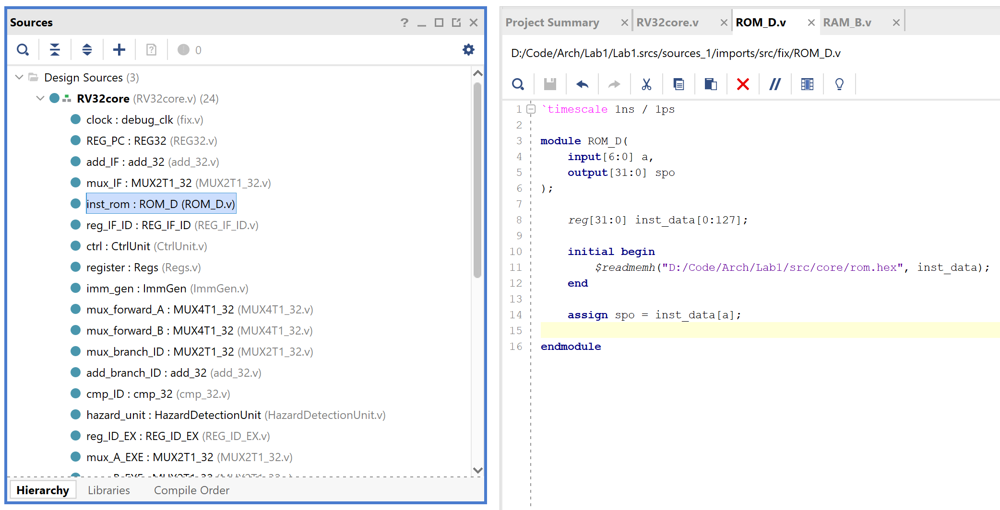 Sources
0
Design Sources (3)
RV32core (RV32core.v) (24)
clock : debug_clk (fix.v)
REG_PC : REG32 (REG32.v)
add_IF : add_32 (add_32.v)
mux_IF : MUX2T1_32 (MUX2T1_32.v)
inst_rom : ROM_D (ROM_D.v)
reg_IF_ID : REG_IF_ID (REG_IF_ID.v)
ctrl : CtrlUnit (CtrlUnit.v)
register : Regs (Regs.v)
imm_gen : ImmGen (ImmGen.v)
mux_forward_A : MUX4T1_32 (MUX4T1_32.v)
mux_forward_B : MUX4T1_32 (MUX4T1_32.v)
mux_branch_ID : MUX2T1_32 (MUX2T1_32.v)
add_branch_ID : add_32 (add_32.v)
cmp_ID : cmp_32 (cmp_32.v)
hazard_unit : HazardDetectionUnit (HazardDetectionUnit.v)
reg_ID_EX : REG_ID_EX (REG_ID_EX.v)
mux_A_EXE : MUX2T1_32 (MUX2T1_32.v)
Hierarchy Libraries Compile Order
Project Summary RV32core.v ROM_D.v RAM_B.v
D:/Code/Arch/Lab1/Lab1.srcs/sources_1/imports/src/fix/ROM_D.v
1 `timescale 1ns / 1ps
2
3 module ROM_D(
4 input[6:0] a,
5 output[31:0] spo
6 );
7
8 reg[31:0] inst_data[0:127];
9
10 initial begin
11 $readmemh("D:/Code/Arch/Lab1/src/core/rom.hex", inst_data);
12 end
13
14 assign spo = inst_data[a];
15
16 endmodule